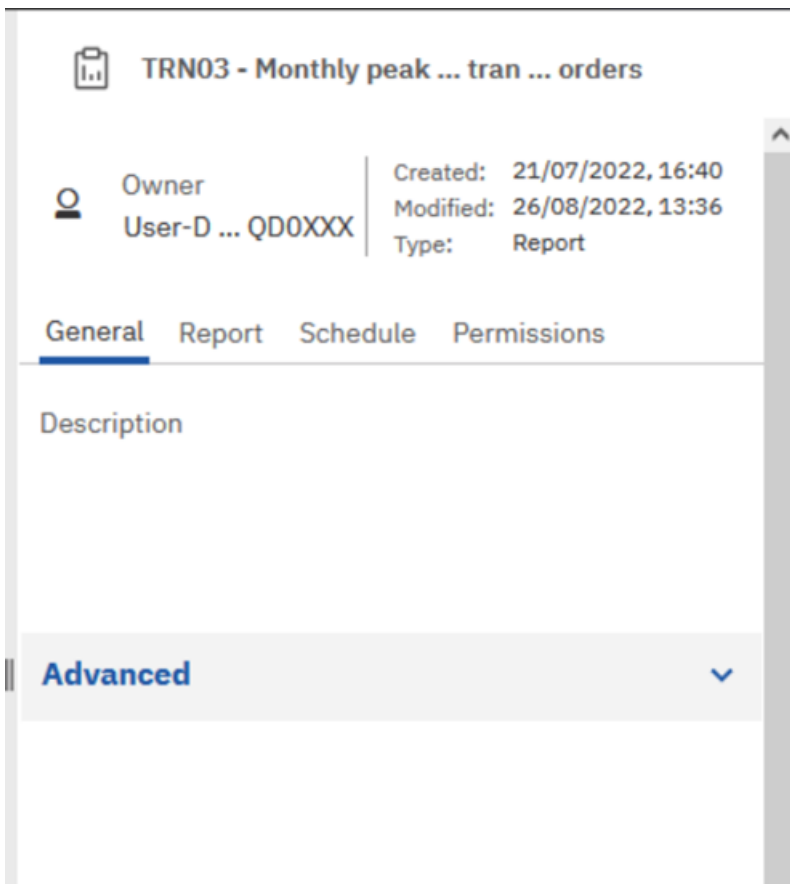 TRN03 - Monthly peak ... tran ... orders
Owner
User-D ... QD0XXX
Created: 21/07/2022, 16:40
Modified: 26/08/2022, 13:36
Type: Report
General Report Schedule Permissions
Description
Advanced